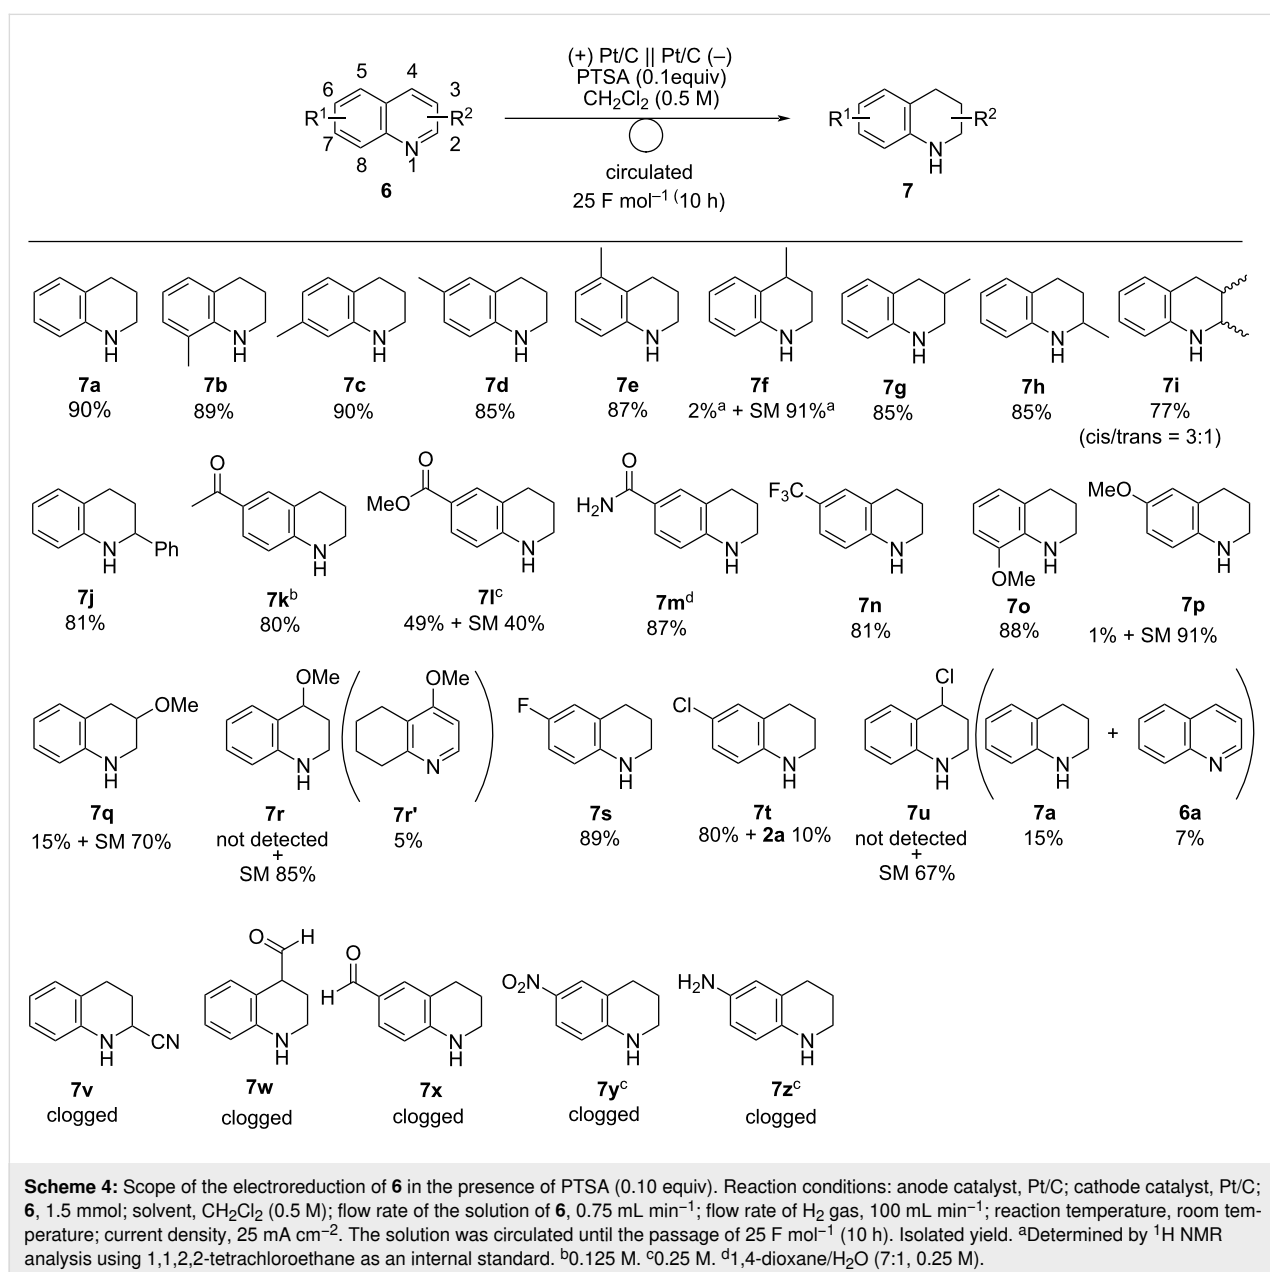 (+) Pt/C || Pt/C (–)
PTSA (0.1equiv)
CH2Cl2 (0.5 M)
circulated
25 F mol–1 (10 h)
5 4
6 3
R1 R2
7 2
8 N 1
6
R1 R2
N
H
7
N H
7a
90%
N H
7b
89%
N H
7c
90%
N H
7d
85%
N H
7e
87%
N H
7f
2%a + SM 91%a
N H
7g
85%
N H
7h
85%
N H
7i
77%
(cis/trans = 3:1)
N H Ph
7j
81%
O N H
7kb
80%
O MeO N H
7lc
49% + SM 40%
O H2N N H
7md
87%
F3C N H
7n
81%
N H OMe
7o
88%
MeO N H
7p
1% + SM 91%
OMe N H
7q
15% + SM 70%
OMe N H
7r
not detected
+
SM 85%
OMe N
7r'
5%
F N H
7s
89%
Cl N H
7t
80% + 2a 10%
Cl N H
7u
not detected
+
SM 67%
N H
7a
15%
+
N
6a
7%
N H CN
7v
clogged
O H N H
7w
clogged
O H N H
7x
clogged
O2N N H
7yc
clogged
H2N N H
7zc
clogged
Scheme 4: Scope of the electroreduction of 6 in the presence of PTSA (0.10 equiv). Reaction conditions: anode catalyst, Pt/C; cathode catalyst, Pt/C;
6, 1.5 mmol; solvent, CH2Cl2 (0.5 M); flow rate of the solution of 6, 0.75 mL min−1; flow rate of H2 gas, 100 mL min−1; reaction temperature, room tem-
perature; current density, 25 mA cm−2. The solution was circulated until the passage of 25 F mol−1 (10 h). Isolated yield. aDetermined by 1H NMR
analysis using 1,1,2,2-tetrachloroethane as an internal standard. b0.125 M. c0.25 M. d1,4-dioxane/H2O (7:1, 0.25 M).